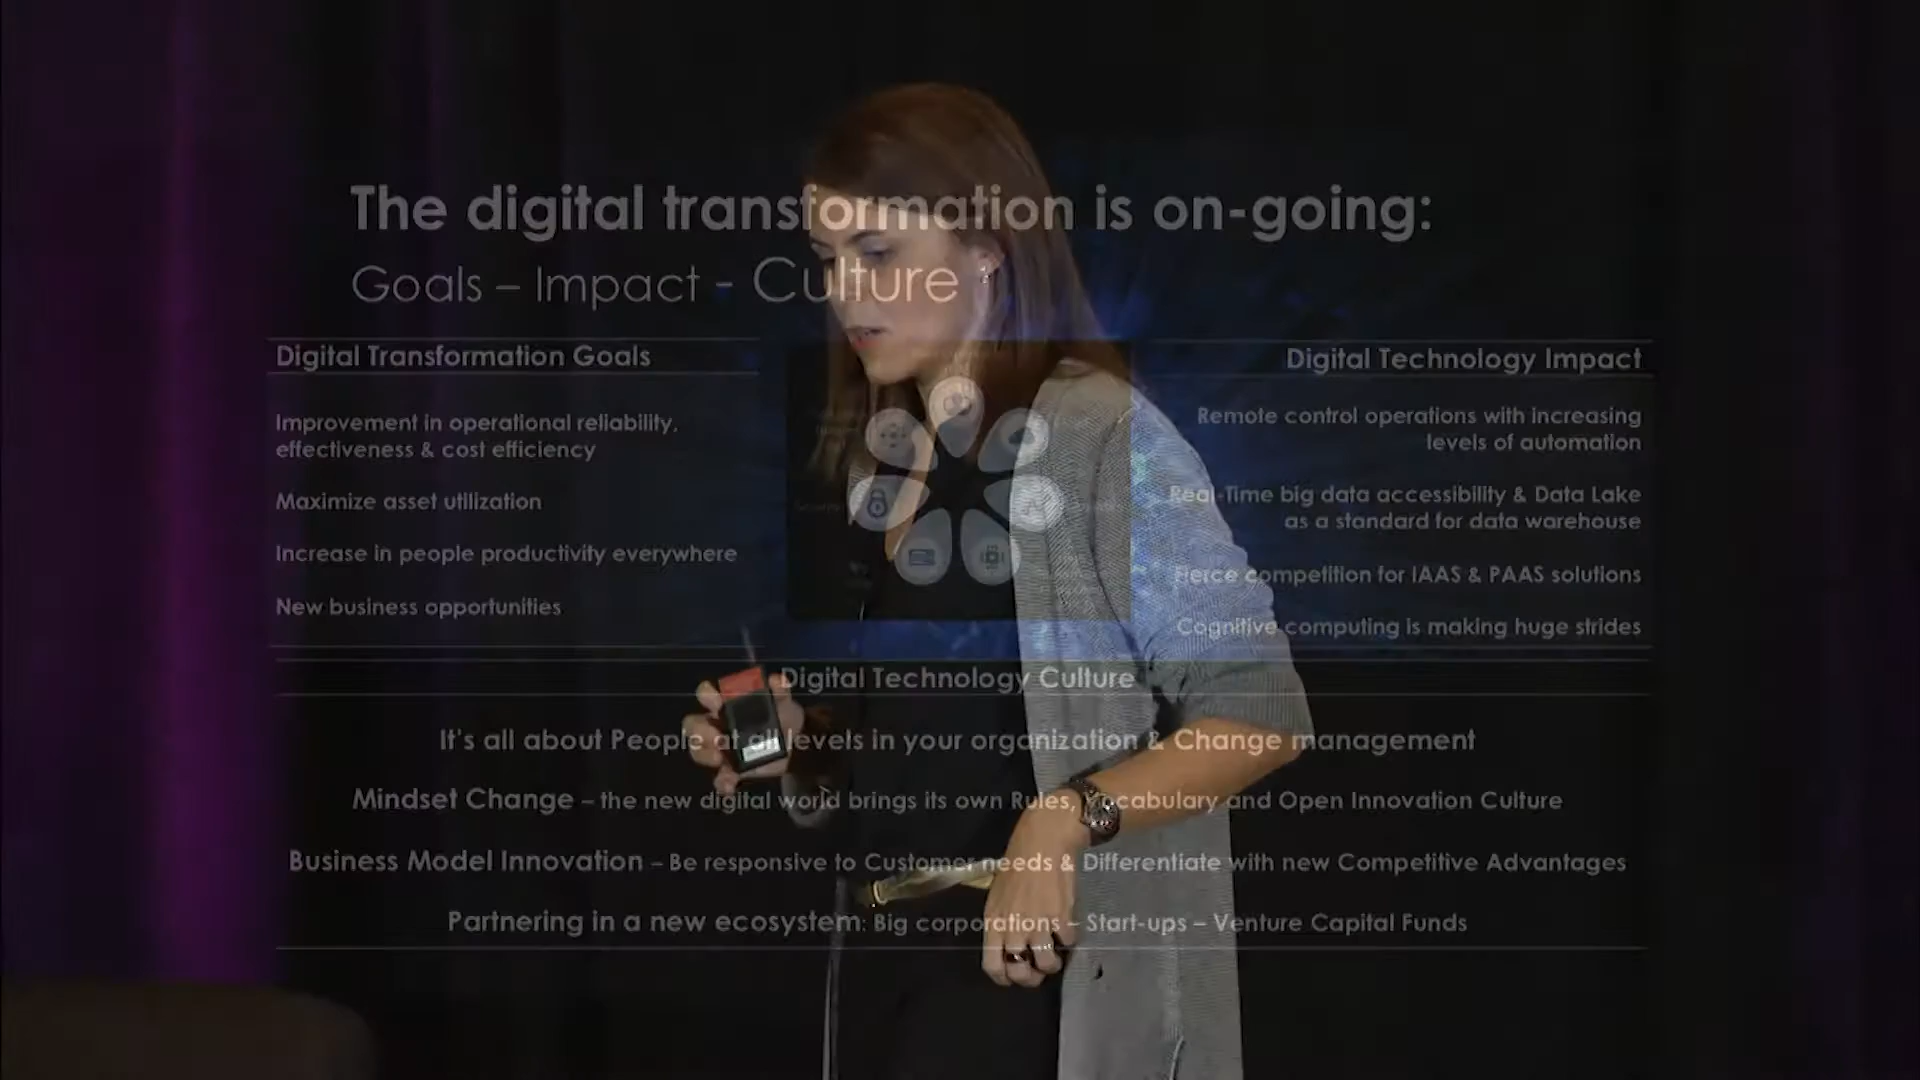 The digital transformation is on-going:
Goals – Impact - Culture
Digital Transformation Goals
Improvement in operational reliability,
effectiveness & cost efficiency
Maximize asset utilization
Increase in people productivity everywhere
New business opportunities
Digital Technology Impact
Remote control operations with increasing
levels of automation
Real-Time big data accessibility & Data Lake
as a standard for data warehouse
Fierce competition for IAAS & PAAS solutions
Cognitive computing is making huge strides
Digital Technology Culture
It's all about People at all levels in your organization & Change management
Mindset Change – the new digital world brings its own Rules, Vocabulary and Open Innovation Culture
Business Model Innovation – Be responsive to Customer needs & Differentiate with new Competitive Advantages
Partnering in a new ecosystem: Big corporations – Start-ups – Venture Capital Funds